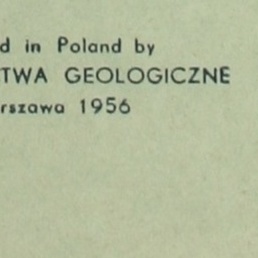 d in Poland by
TWA GEOLOGICZNE
rszawa 1956